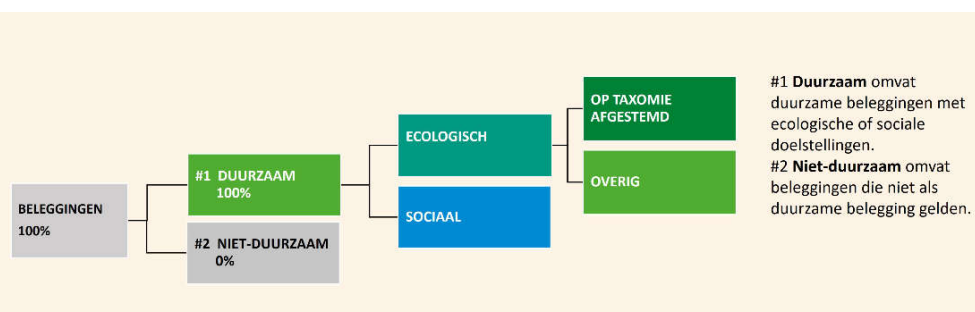 BELEGGINGEN
100%
#1 DUURZAAM
100%
#2 NIET-DUURZAAM
0%
ECOLOGISCH
SOCIAAL
OP TAXOMIE
AFGESTEMD
OVERIG
#1 Duurzaam omvat
duurzame beleggingen met
ecologische of sociale
doelstellingen.
#2 Niet-duurzaam omvat
beleggingen die niet als
duurzame belegging gelden.